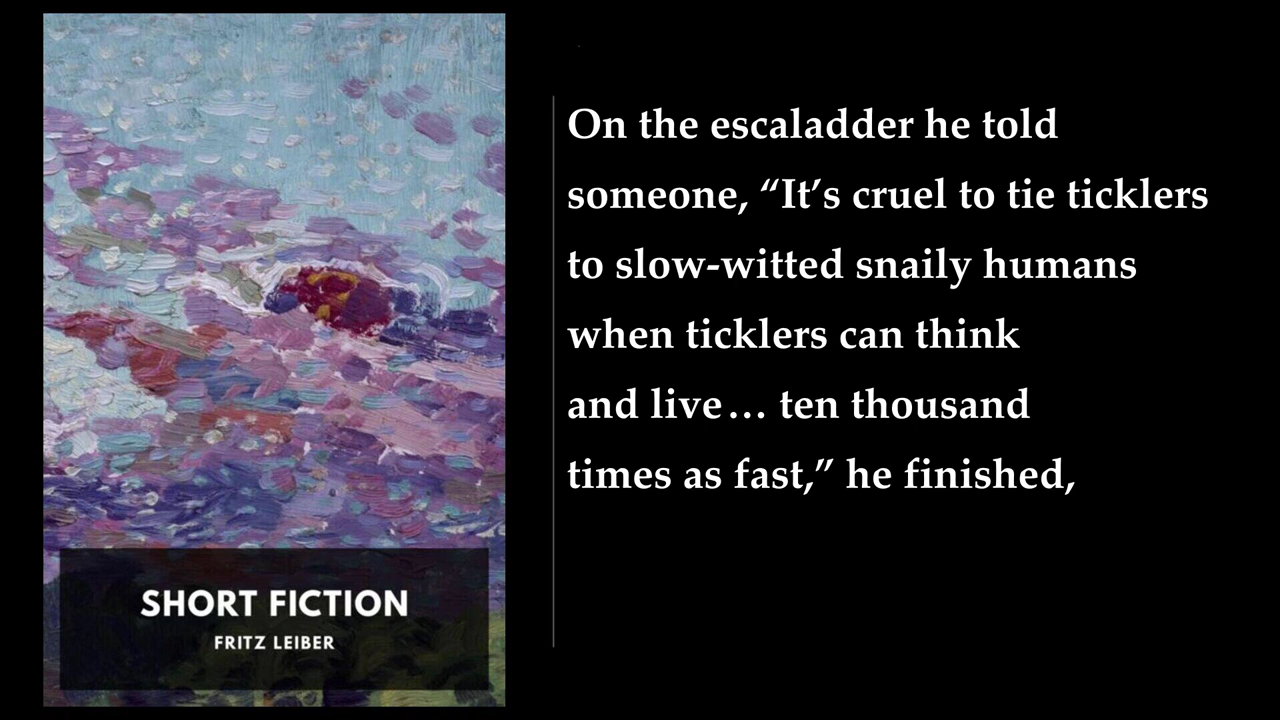 SHORT FICTION
FRITZ LEIBER
On the escaladder he told
someone, “It’s cruel to tie ticklers
to slow-witted snaily humans
when ticklers can think
and live… ten thousand
times as fast,” he finished,